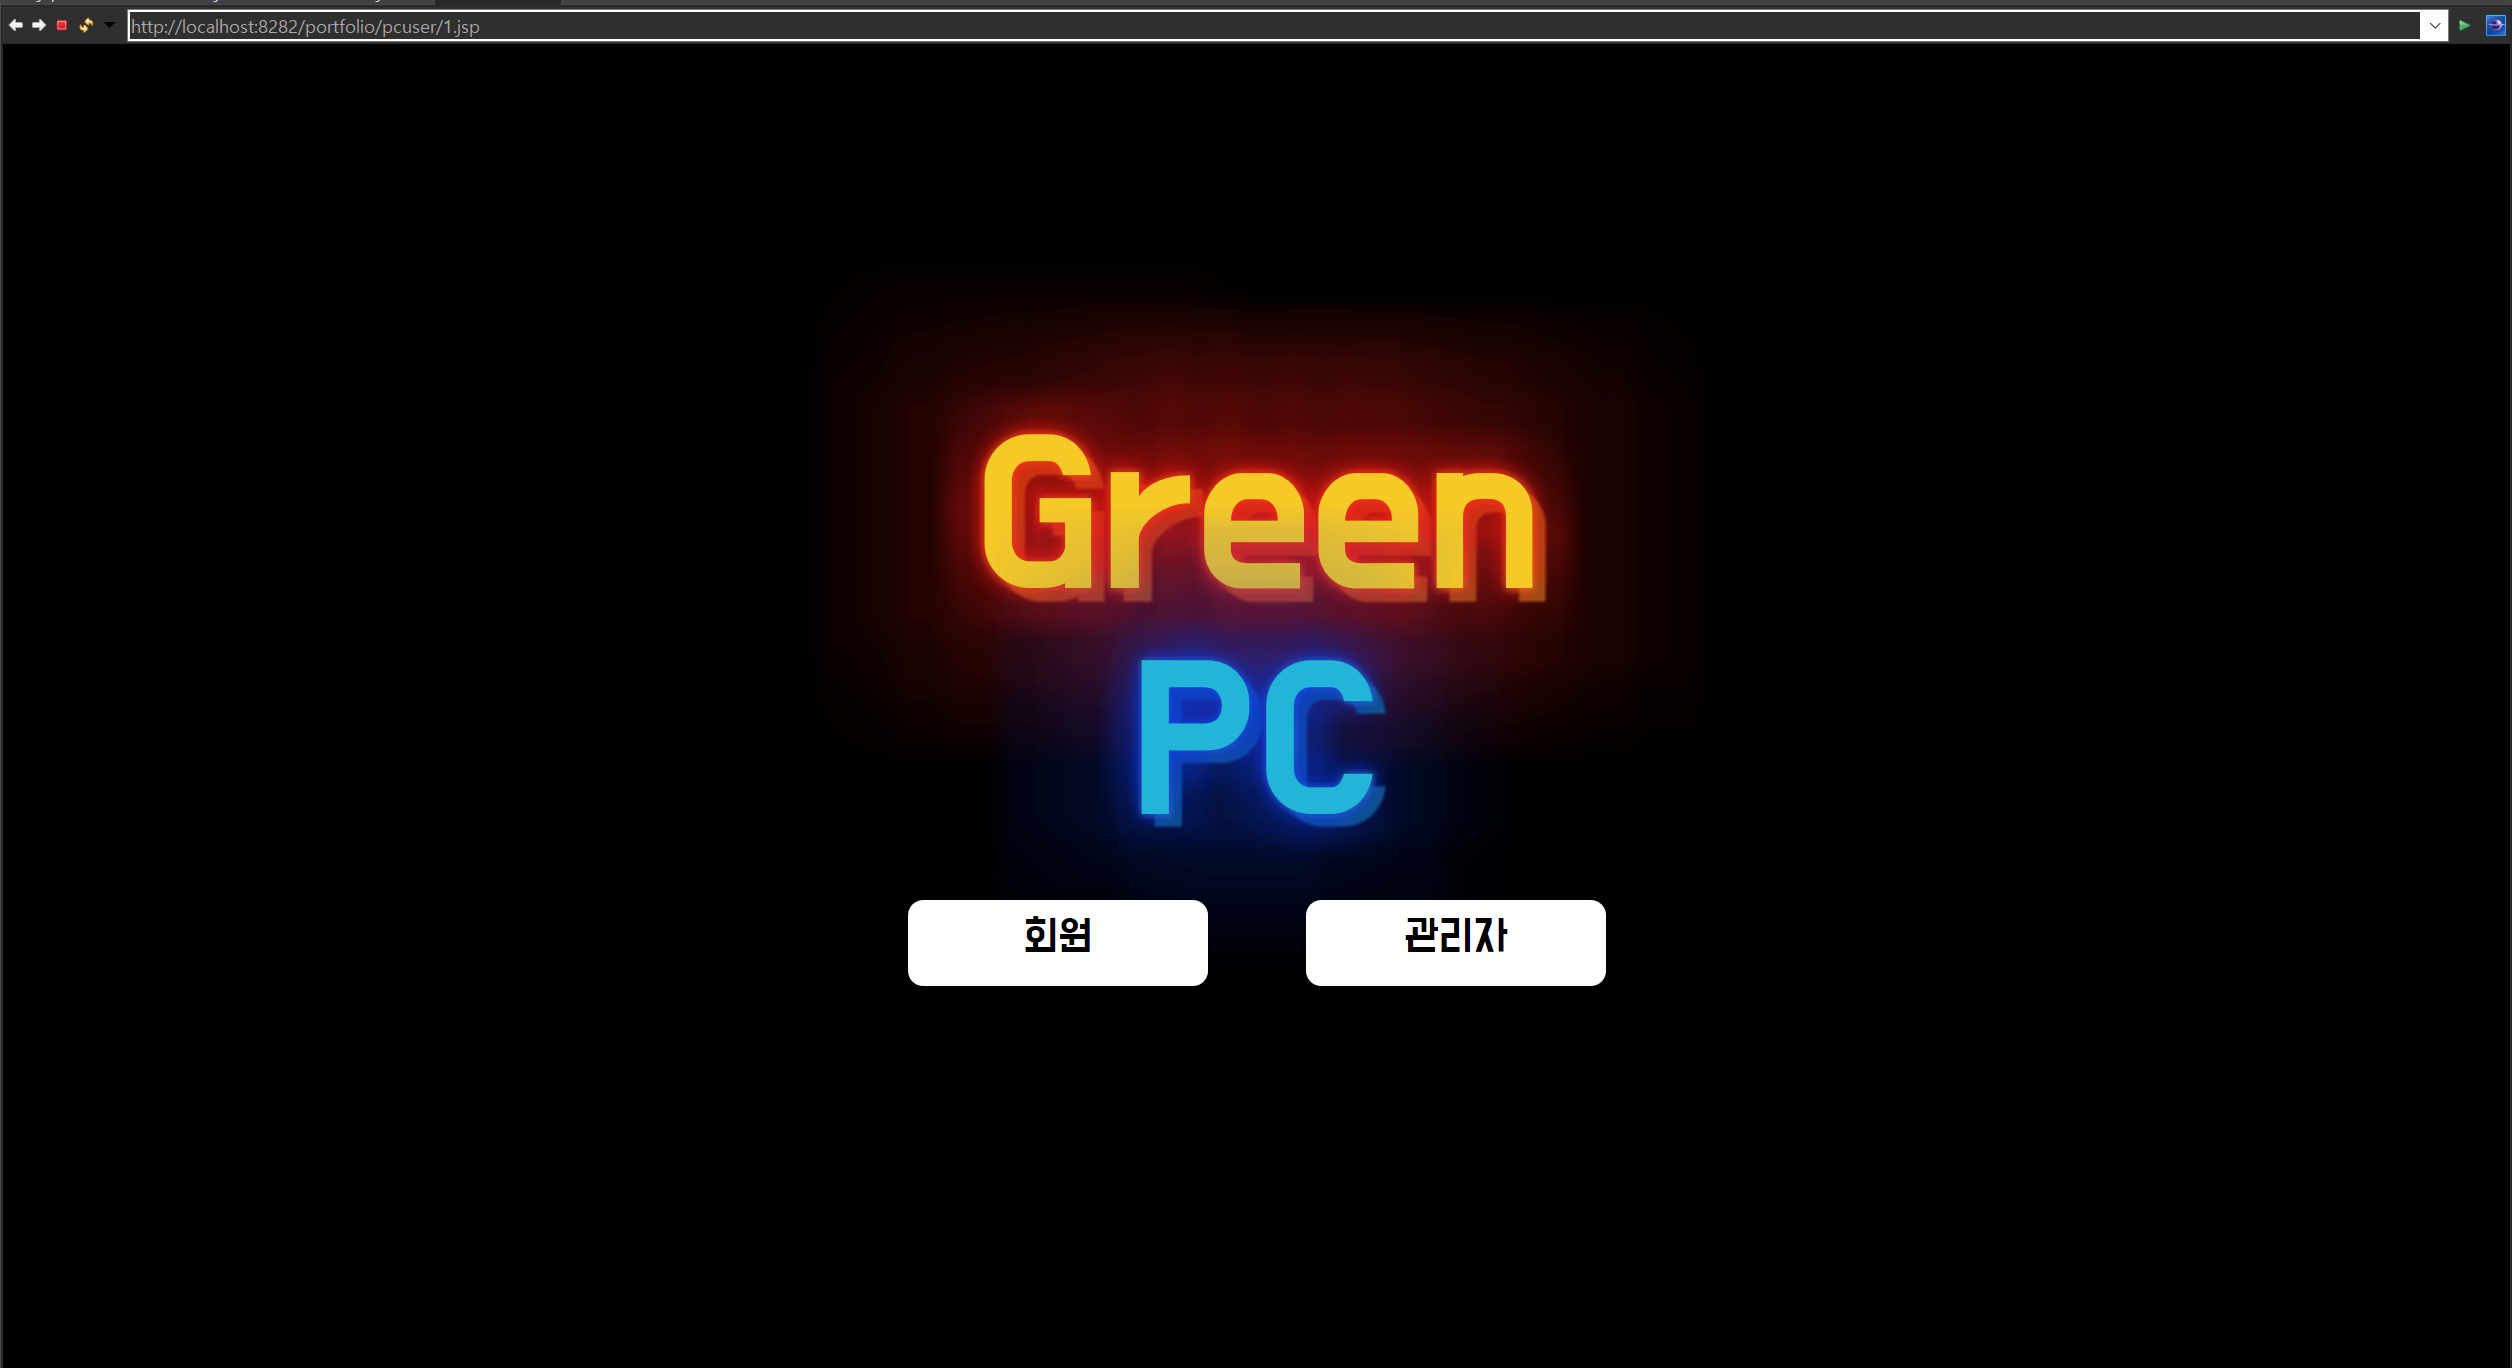 http://localhost:8282/portfolio/pcuser/1.jsp
Green
PC
회원
관리자